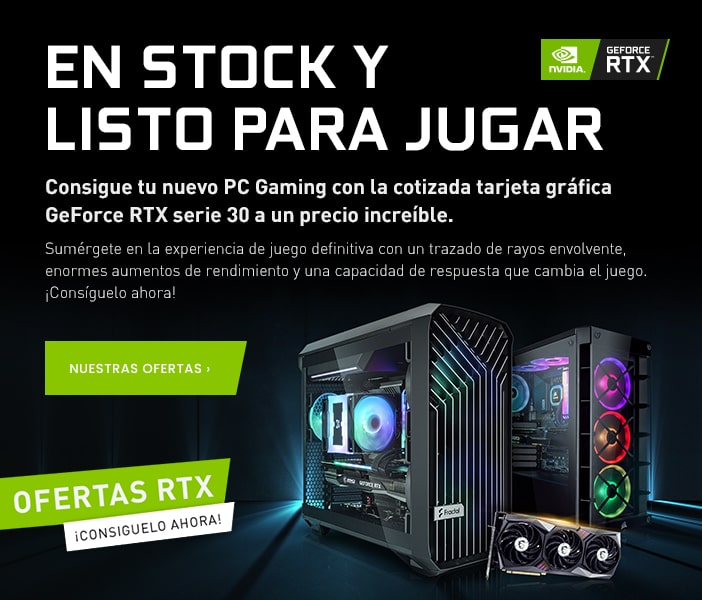 EN STOCK Y
LISTO PARA JUGAR
NVIDIA.
GEFORCE
RTX™
Consigue tu nuevo PC Gaming con la cotizada tarjeta gráfica
GeForce RTX serie 30 a un precio increíble.
Sumérgete en la experiencia de juego definitiva con un trazado de rayos envolvente,
enormes aumentos de rendimiento y una capacidad de respuesta que cambia el juego.
¡Consíguelo ahora!
NUESTRAS OFERTAS ›
OFERTAS RTX
¡CONSIGUELO AHORA!
GEFORCE RTX
Fractal